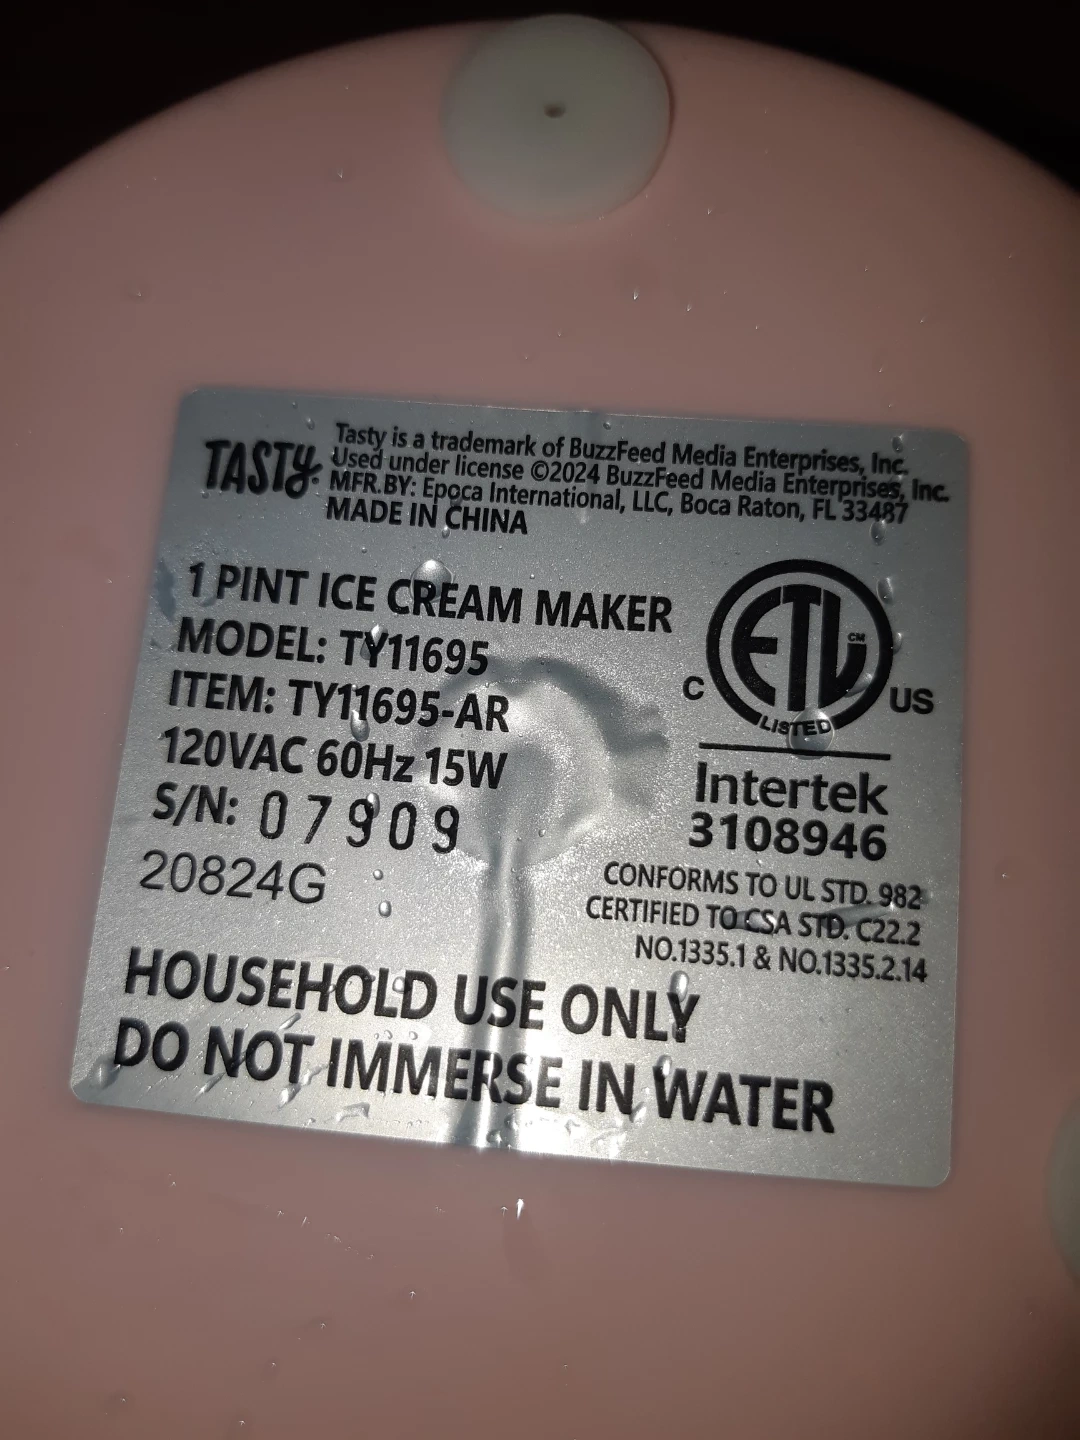 TASTY.
Tasty is a trademark of BuzzFeed Media Enterprises, Inc.
Used under license ©2024 BuzzFeed Media Enterprises, Inc.
MFR.BY: Epoca International, LLC, Boca Raton, FL 33487
MADE IN CHINA
1 PINT ICE CREAM MAKER
MODEL: TY11695
ITEM: TY11695-AR
120VAC 60Hz 15W
S/N: 07909
20824G
ETL CM
C LISTED US
Intertek
3108946
CONFORMS TO UL STD. 982
CERTIFIED TO CSA STD. C22.2
NO.1335.1 & NO.1335.2.14
HOUSEHOLD USE ONLY
DO NOT IMMERSE IN WATER